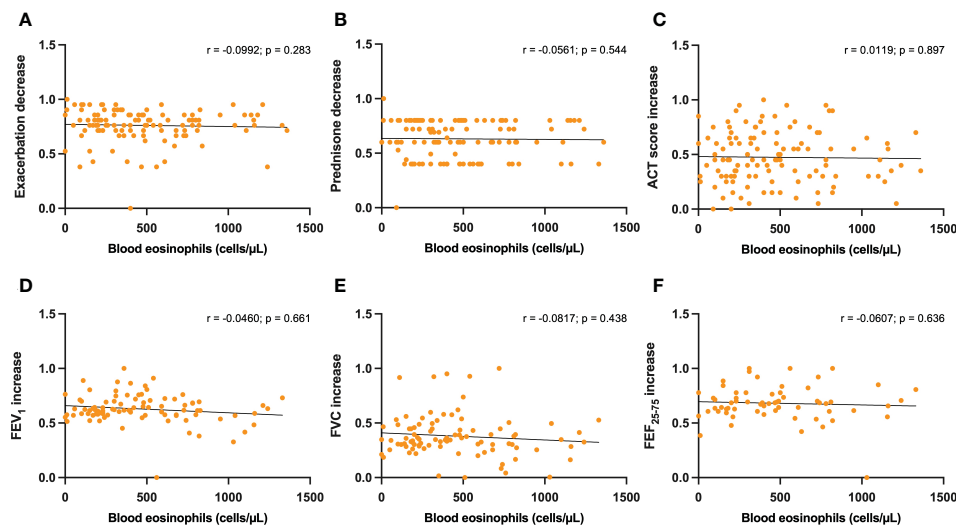 A
r = -0.0992; p = 0.283
Exacerbation decrease
1.5
1.0
0.5
0.0
0 500 1000 1500
Blood eosinophils (cells/µL)
B
r = -0.0561; p = 0.544
Prednisone decrease
1.5
1.0
0.5
0.0
0 500 1000 1500
Blood eosinophils (cells/µL)
C
r = 0.0119; p = 0.897
ACT score increase
1.5
1.0
0.5
0.0
0 500 1000 1500
Blood eosinophils (cells/µL)
D
r = -0.0460; p = 0.661
FEV1 increase
1.5
1.0
0.5
0.0
0 500 1000 1500
Blood eosinophils (cells/µL)
E
r = -0.0817; p = 0.438
FVC increase
1.5
1.0
0.5
0.0
0 500 1000 1500
Blood eosinophils (cells/µL)
F
r = -0.0607; p = 0.636
FEF25-75 increase
1.5
1.0
0.5
0.0
0 500 1000 1500
Blood eosinophils (cells/µL)